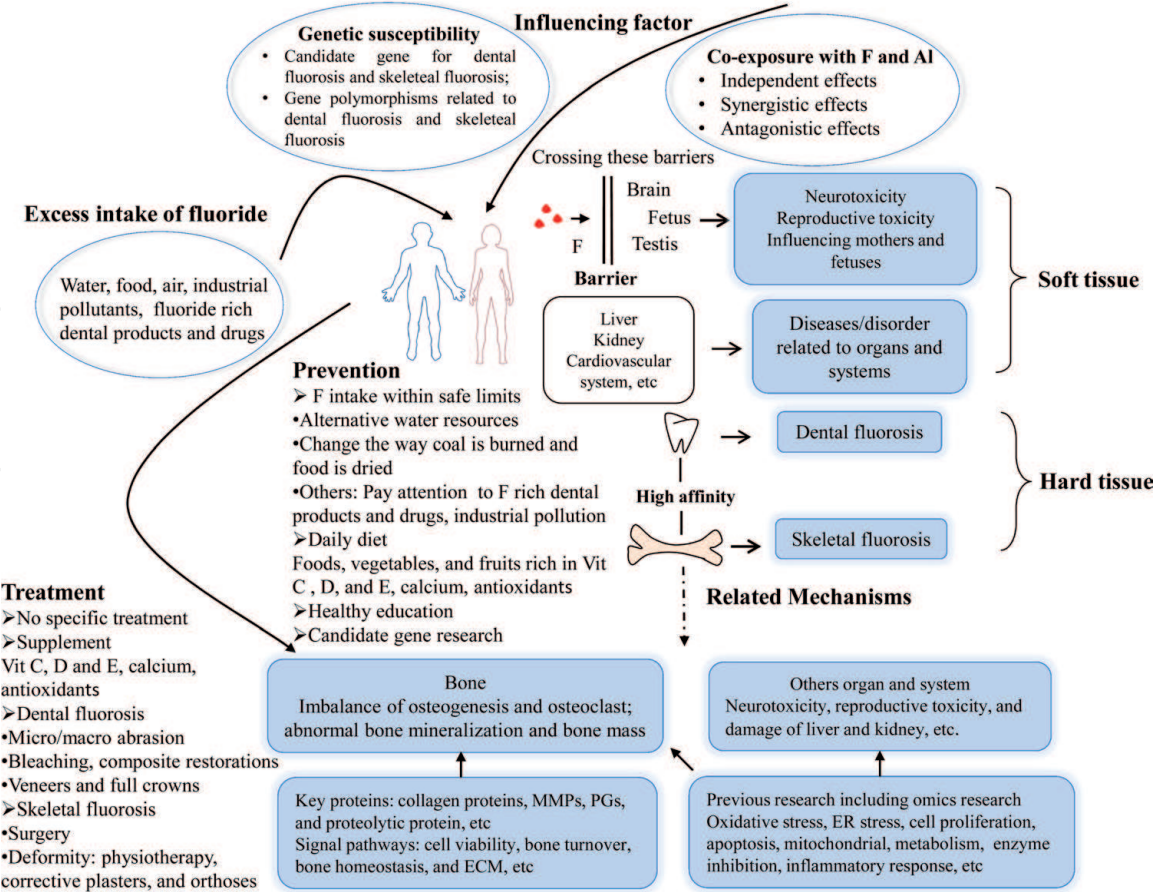 Influencing factor
Genetic susceptibility
• Candidate gene for dental
fluorosis and skeleteal fluorosis;
• Gene polymorphisms related to
dental fluorosis and skeleteal
fluorosis
Co-exposure with F and Al
• Independent effects
• Synergistic effects
• Antagonistic effects
Excess intake of fluoride
Water, food, air, industrial
pollutants, fluoride rich
dental products and drugs
Crossing these barriers
F
Barrier
Brain
Fetus
Testis
Neurotoxicity
Reproductive toxicity
Influencing mothers and
fetuses
Liver
Kidney
Cardiovascular
system, etc
Diseases/disorder
related to organs and
systems
Soft tissue
Dental fluorosis
High affinity
Skeletal fluorosis
Hard tissue
Prevention
➢ F intake within safe limits
•Alternative water resources
•Change the way coal is burned and
food is dried
•Others: Pay attention to F rich dental
products and drugs, industrial pollution
➢Daily diet
Foods, vegetables, and fruits rich in Vit
C , D, and E, calcium, antioxidants
➢Healthy education
➢Candidate gene research
Related Mechanisms
Treatment
➢No specific treatment
➢Supplement
Vit C, D and E, calcium,
antioxidants
➢Dental fluorosis
•Micro/macro abrasion
•Bleaching, composite restorations
•Veneers and full crowns
➢Skeletal fluorosis
•Surgery
•Deformity: physiotherapy,
corrective plasters, and orthoses
Bone
Imbalance of osteogenesis and osteoclast;
abnormal bone mineralization and bone mass
Others organ and system
Neurotoxicity, reproductive toxicity, and
damage of liver and kidney, etc.
Key proteins: collagen proteins, MMPs, PGs,
and proteolytic protein, etc
Signal pathways: cell viability, bone turnover,
bone homeostasis, and ECM, etc
Previous research including omics research
Oxidative stress, ER stress, cell proliferation,
apoptosis, mitochondrial, metabolism, enzyme
inhibition, inflammatory response, etc